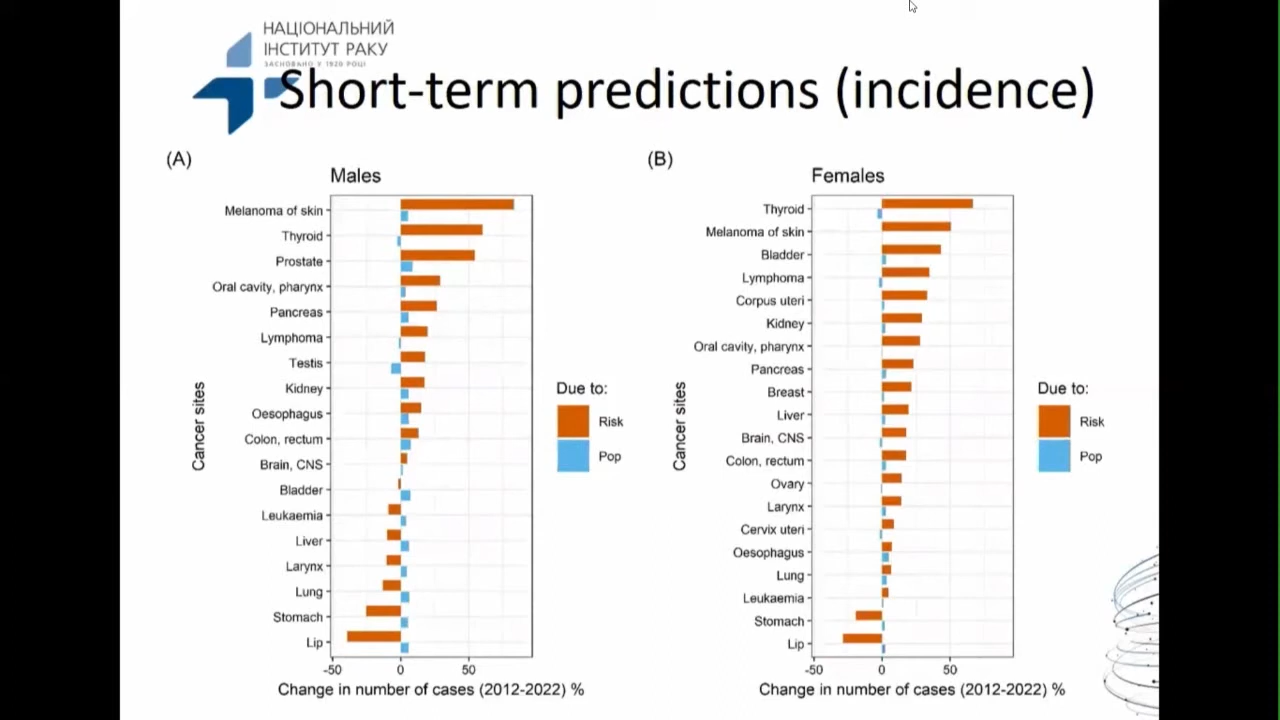 НАЦІОНАЛЬНИЙ
ІНСТИТУТ РАКУ
ЗАСНОВАНО У 1920 РОЦІ
Short-term predictions (incidence)
(A)
Males
Cancer sites
Melanoma of skin
Thyroid
Prostate
Oral cavity, pharynx
Pancreas
Lymphoma
Testis
Kidney
Oesophagus
Colon, rectum
Brain, CNS
Bladder
Leukaemia
Liver
Larynx
Lung
Stomach
Lip
-50 0 50
Change in number of cases (2012-2022) %
Due to:
Risk
Pop
(B)
Females
Cancer sites
Thyroid
Melanoma of skin
Bladder
Lymphoma
Corpus uteri
Kidney
Oral cavity, pharynx
Pancreas
Breast
Liver
Brain, CNS
Colon, rectum
Ovary
Larynx
Cervix uteri
Oesophagus
Lung
Leukaemia
Stomach
Lip
-50 0 50
Change in number of cases (2012-2022) %
Due to:
Risk
Pop